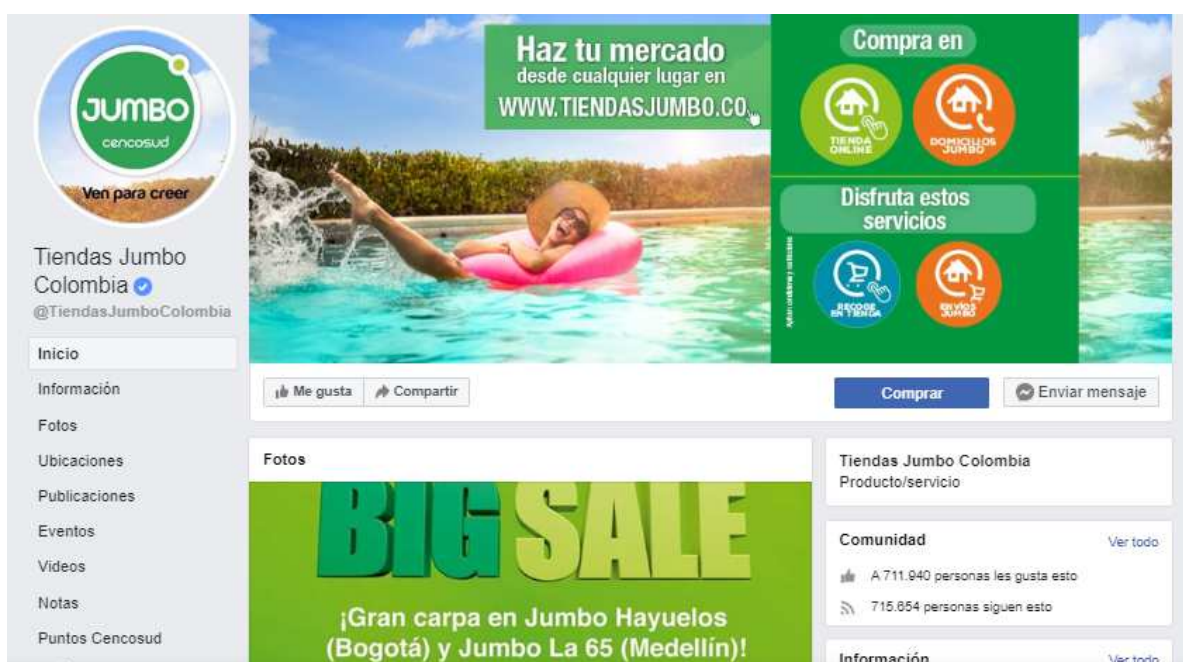 JUMBO
cencosud
Ven para creer
Tiendas Jumbo
Colombia
@TiendasJumboColombia
Inicio
Información
Fotos
Ubicaciones
Publicaciones
Eventos
Videos
Notas
Puntos Cencosud
Haz tu mercado
desde cualquier lugar en
WWW.TIENDASJUMBO.CO
Compra en
TIENDA
ONLINE
DOMICILIOS
JUMBO
Disfruta estos
servicios
RECOGE
EN TIENDA
ENVÍOS
JUMBO
Aplican condiciones y restricciones
Me gusta
Compartir
Comprar
Enviar mensaje
Fotos
BIG SALE
¡Gran carpa en Jumbo Hayuelos
(Bogotá) y Jumbo La 65 (Medellín)!
Tiendas Jumbo Colombia
Producto/servicio
Comunidad
Ver todo
A 711.940 personas les gusta esto
715.654 personas siguen esto
Información
Ver todo